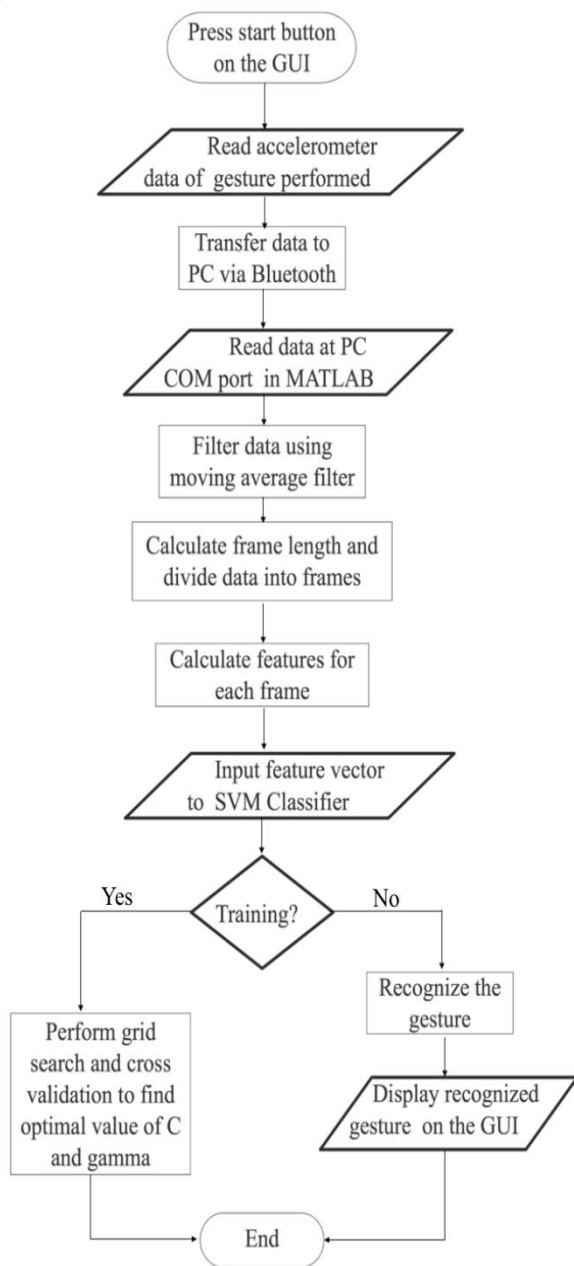 Press start button
on the GUI
Read accelerometer
data of gesture performed
Transfer data to
PC via Bluetooth
Read data at PC
COM port in MATLAB
Filter data using
moving average filter
Calculate frame length and
divide data into frames
Calculate features for
each frame
Input feature vector
to SVM Classifier
Training?
Yes
No
Perform grid
search and cross
validation to find
optimal value of C
and gamma
Recognize the
gesture
Display recognized
gesture on the GUI
End